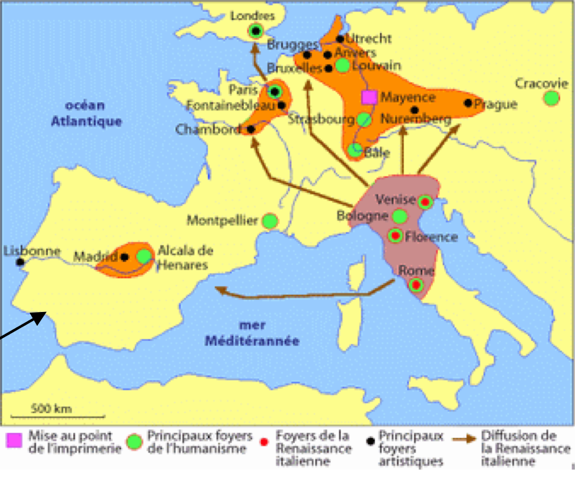 Londres
Utrecht
Brugges
Anvers
Bruxelles
Louvain
Paris
Mayence
Cracovie
océan
Atlantique
Fontainebleau
Prague
Strasbourg
Nuremberg
Chambord
Bâle
Venise
Montpellier
Bologne
Florence
Lisbonne
Madrid
Alcala de
Henares
Rome
mer
Méditérannée
500 km
Mise au point
de l'imprimerie
Principaux foyers
de l'humanisme
Foyers de la
Renaissance
italienne
Principaux
foyers
artistiques
Diffusion de
la Renaissance
italienne